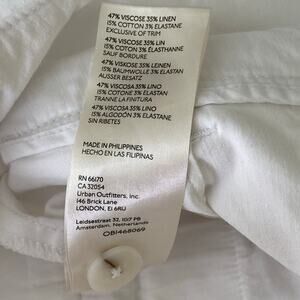 47% VISCOSE 35% LINEN
15% COTTON 3% ELASTANE
EXCLUSIVE OF TRIM
47% VISCOSE 35% LIN
15% COTON 3% ÉLASTHANNE
SAUF BORDURE
47% VISKOSE 35% LEINEN
15% BAUMWOLLE 3% ELASTAN
AUSSER BESATZ
47% VISCOSA 35% LINO
15% COTONE 3% ELASTAN
TRANNE LA FINITURA
47% VISCOSA 35% LINO
15% ALGODÓN 3% ELASTANE
SIN RIBETES
MADE IN PHILIPPINES
HECHO EN LAS FILIPINAS
RN 66170
CA 32054
Urban Outfitters, Inc.
146 Brick Lane
LONDON, E1 6RU
Leidsestraat 32, 1017 PB
Amsterdam, Netherlands
OB1468069